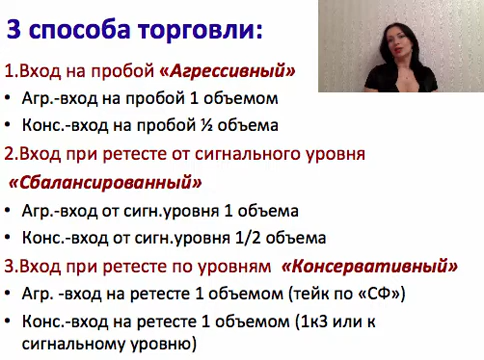 3 способа торговли:
1.Вход на пробой «Агрессивный»
• Агр.-вход на пробой 1 объемом
• Конс.-вход на пробой ½ объема
2.Вход при ретесте от сигнального уровня
«Сбалансированный»
• Агр.-вход от сигн.уровня 1 объема
• Конс.-вход от сигн.уровня 1/2 объема
3.Вход при ретесте по уровням «Консервативный»
• Агр. -вход на ретесте 1 объемом (тейк по «СФ»)
• Конс.-вход на ретесте 1 объемом (1к3 или к
сигнальному уровню)